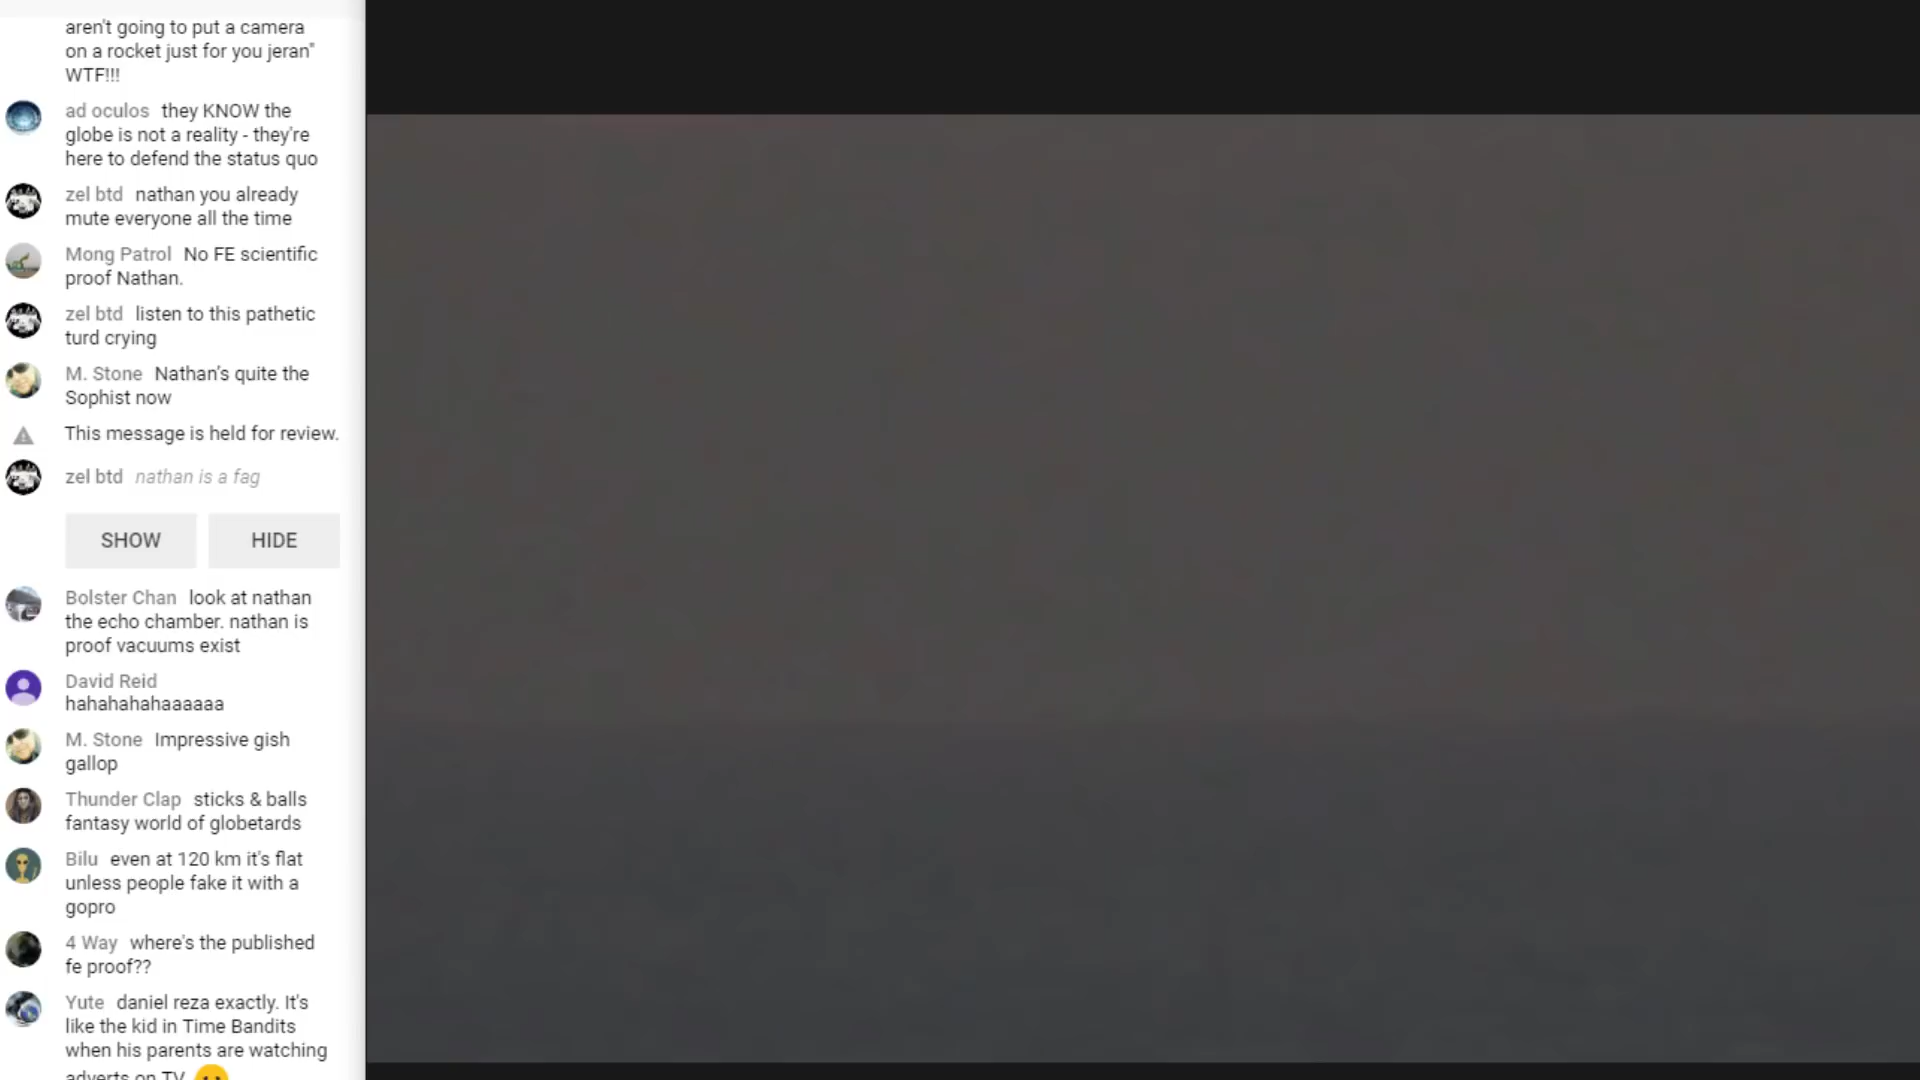 aren't going to put a camera
on a rocket just for you jeran"
WTF!!!
ad oculos they KNOW the
globe is not a reality - they're
here to defend the status quo
zel btd nathan you already
mute everyone all the time
Mong Patrol No FE scientific
proof Nathan.
zel btd listen to this pathetic
turd crying
M. Stone Nathan's quite the
Sophist now
This message is held for review.
zel btd nathan is a fag
SHOW HIDE
Bolster Chan look at nathan
the echo chamber. nathan is
proof vacuums exist
David Reid
hahahahahaaaaaa
M. Stone Impressive gish
gallop
Thunder Clap sticks & balls
fantasy world of globetards
Bilu even at 120 km it's flat
unless people fake it with a
gopro
4 Way where's the published
fe proof??
Yute daniel reza exactly. It's
like the kid in Time Bandits
when his parents are watching
adverts on TV